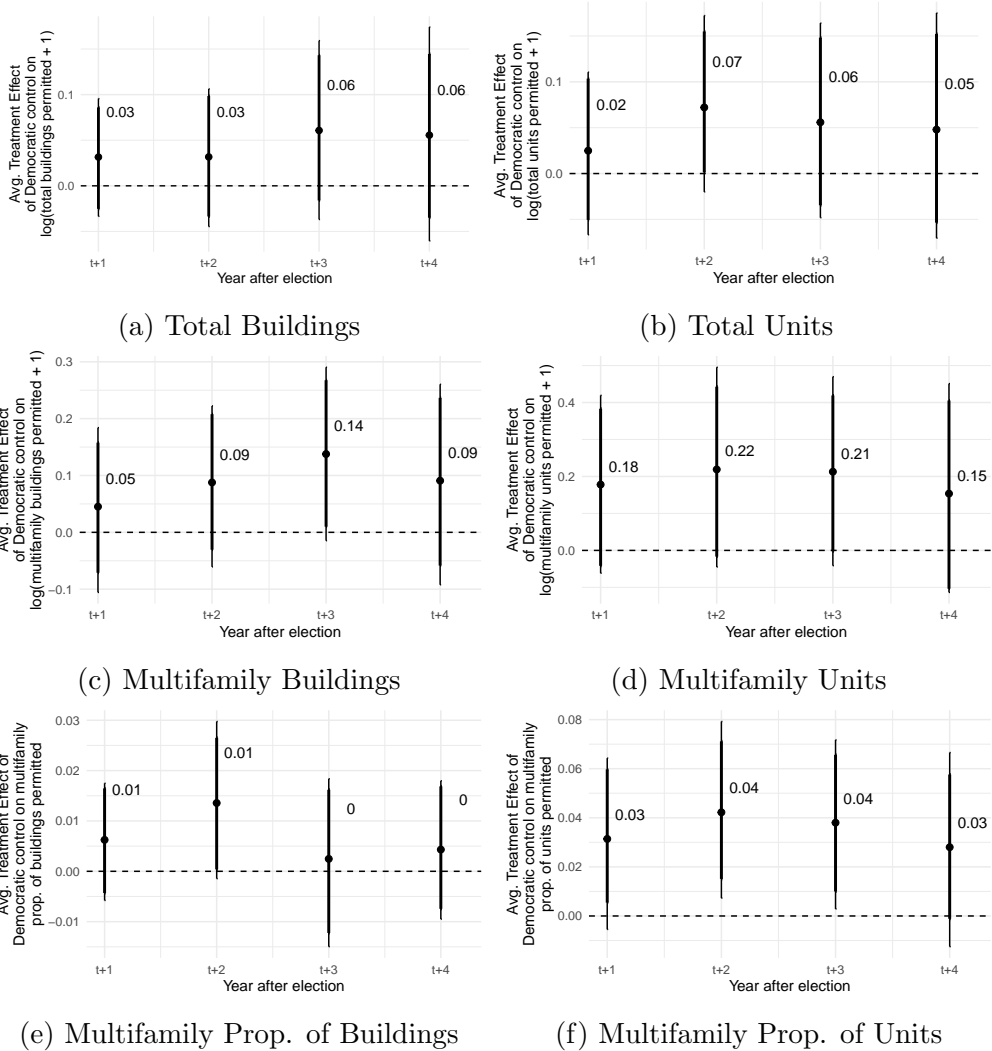 Avg. Treatment Effect
of Democratic control on
log(total buildings permitted + 1)
0.1
0.0
0.03
0.03
0.06
0.06
t+1
t+2
t+3
t+4
Year after election
(a) Total Buildings
Avg. Treatment Effect
of Democratic control on
log(total units permitted + 1)
0.1
0.0
0.02
0.07
0.06
0.05
t+1
t+2
t+3
t+4
Year after election
(b) Total Units
Avg. Treatment Effect
of Democratic control on
log(multifamily buildings permitted + 1)
0.3
0.2
0.1
0.0
−0.1
0.05
0.09
0.14
0.09
t+1
t+2
t+3
t+4
Year after election
(c) Multifamily Buildings
Avg. Treatment Effect
of Democratic control on
log(multifamily units permitted + 1)
0.4
0.2
0.0
0.18
0.22
0.21
0.15
t+1
t+2
t+3
t+4
Year after election
(d) Multifamily Units
Avg. Treatment Effect of
Democratic control on multifamily
prop. of buildings permitted
0.03
0.02
0.01
0.00
−0.01
0.01
0.01
0
0
t+1
t+2
t+3
t+4
Year after election
(e) Multifamily Prop. of Buildings
Avg. Treatment Effect of
Democratic control on multifamily
prop. of units permitted
0.08
0.06
0.04
0.02
0.00
0.03
0.04
0.04
0.03
t+1
t+2
t+3
t+4
Year after election
(f) Multifamily Prop. of Units